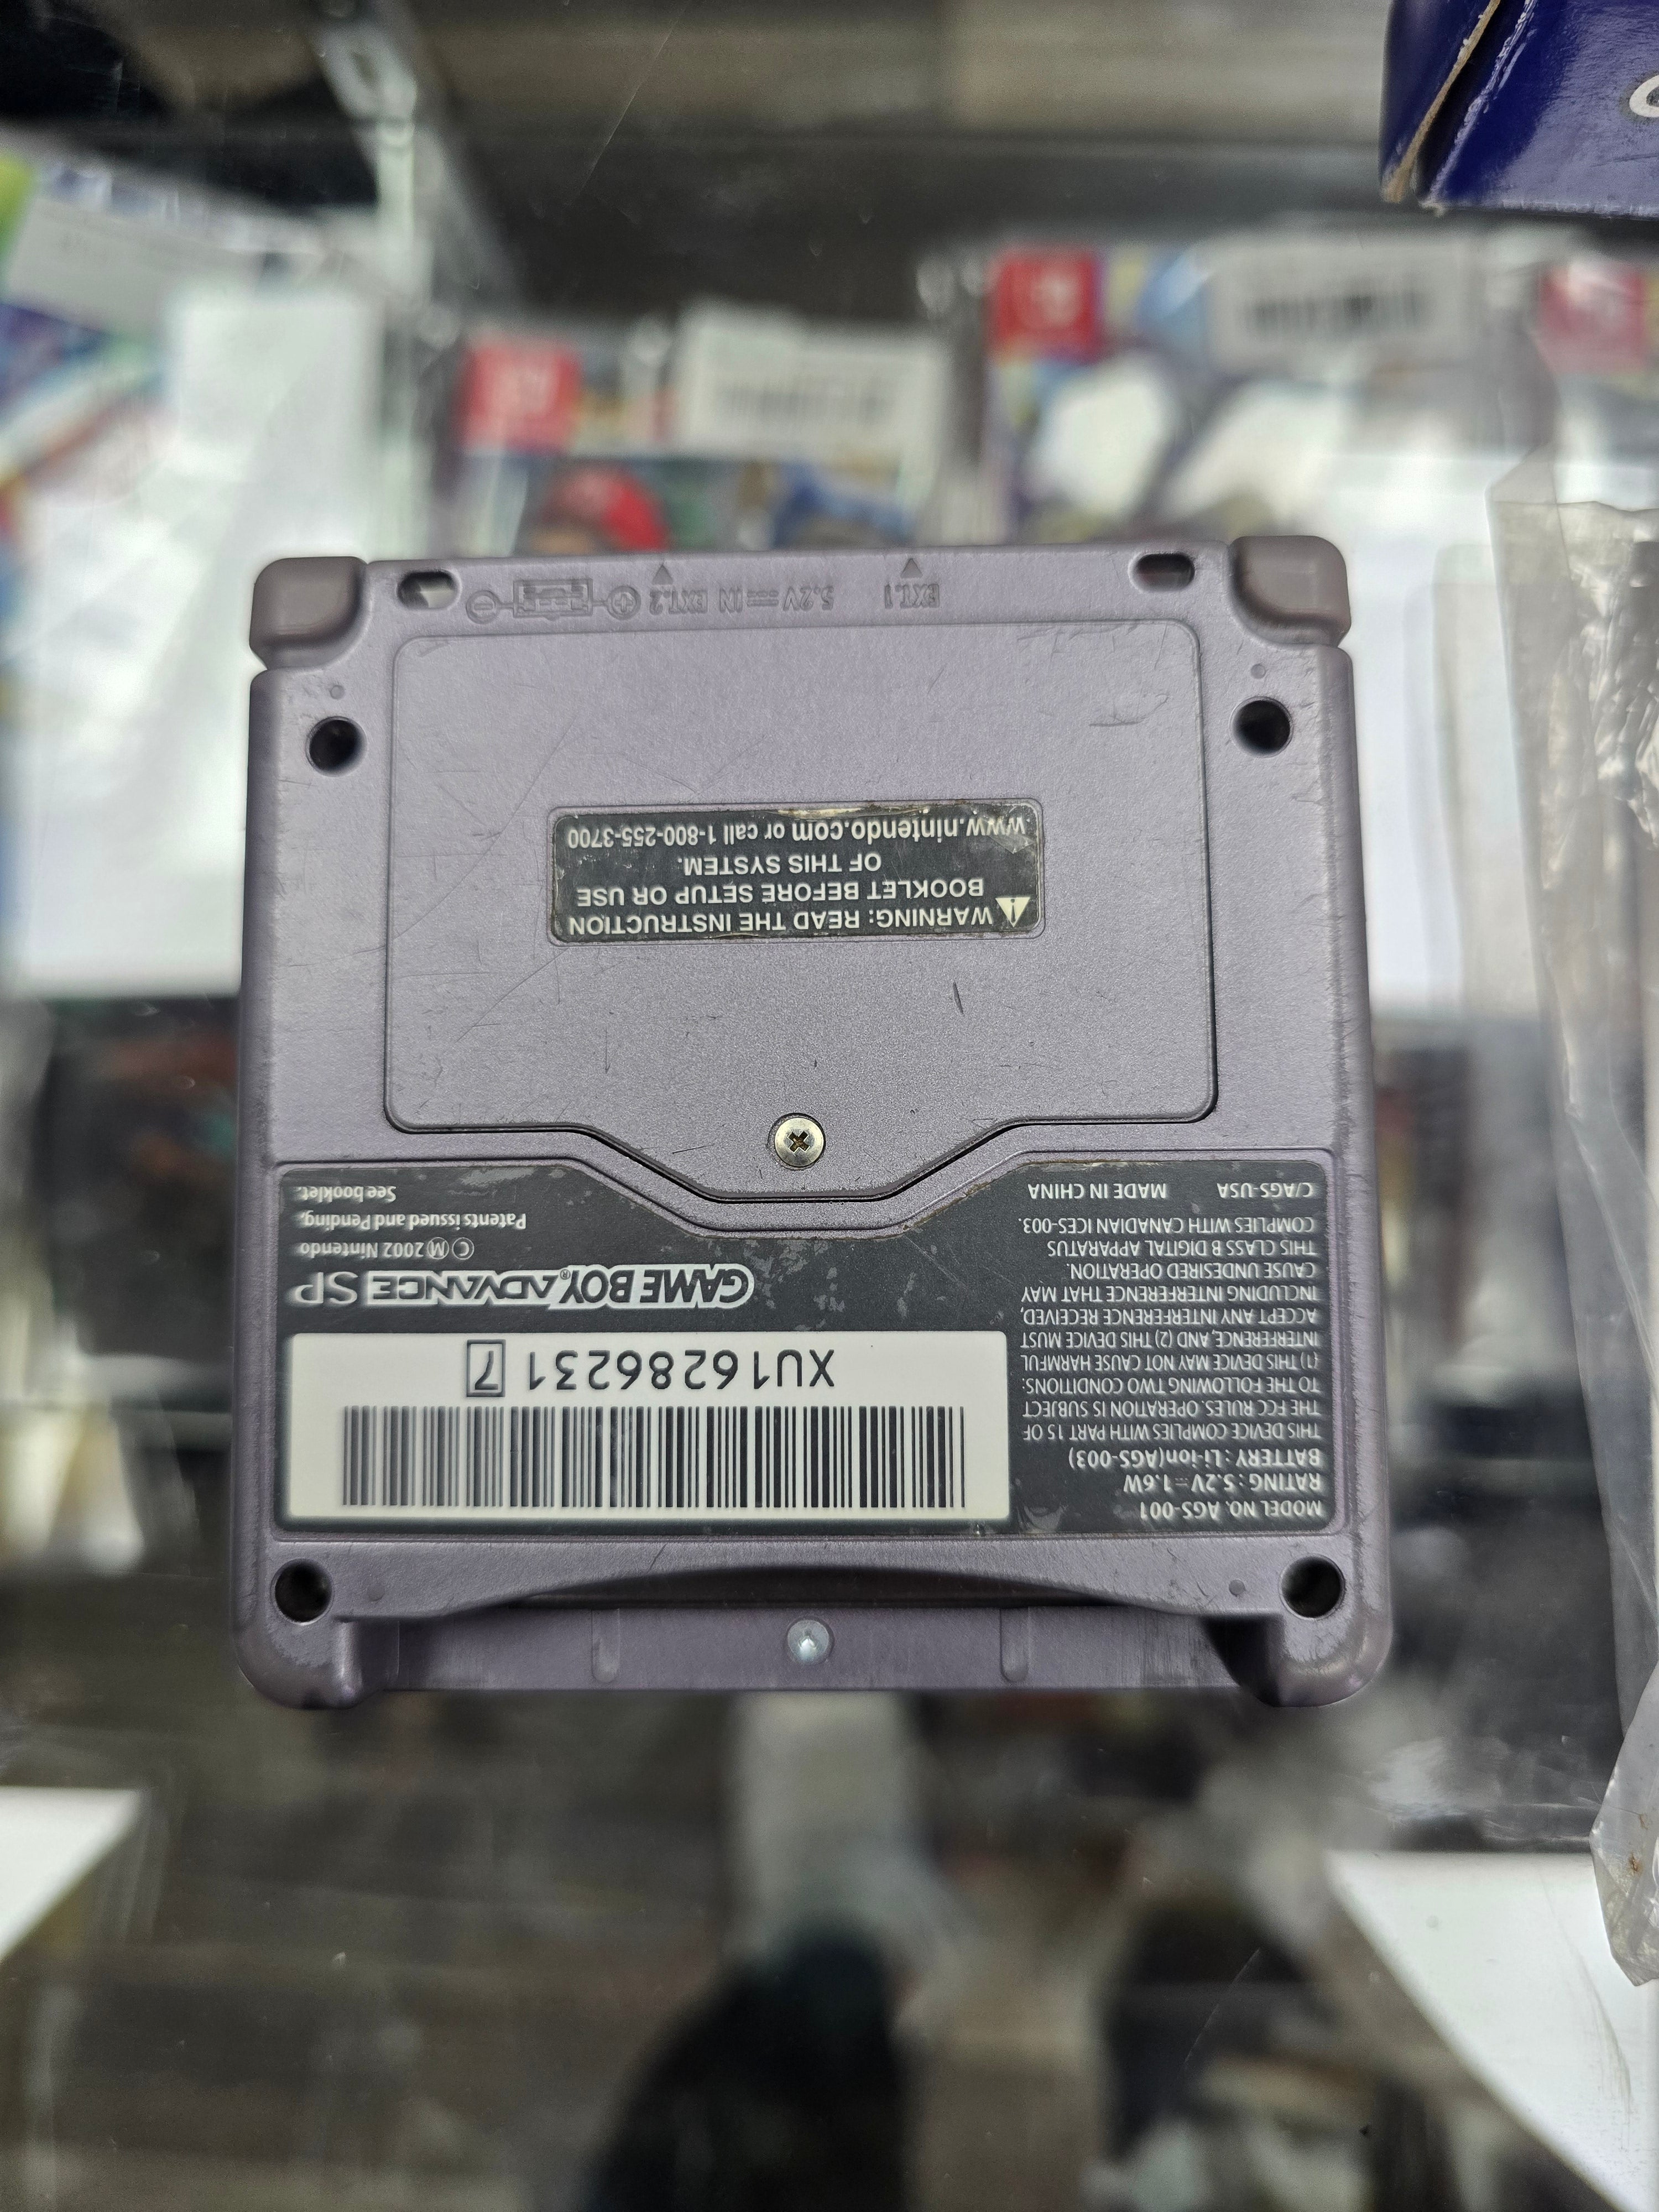 EXT.1
5.2V ⎓ IN EXT.2
⚠ WARNING: READ THE INSTRUCTION
BOOKLET BEFORE SETUP OR USE
OF THIS SYSTEM.
www.nintendo.com or call 1-800-255-3700
MODEL NO. AGS-001
RATING : 5.2V ⎓ 1.6W
BATTERY : Li-ion(AGS-003)
THIS DEVICE COMPLIES WITH PART 15 OF
THE FCC RULES. OPERATION IS SUBJECT
TO THE FOLLOWING TWO CONDITIONS:
(1) THIS DEVICE MAY NOT CAUSE HARMFUL
INTERFERENCE, AND (2) THIS DEVICE MUST
ACCEPT ANY INTERFERENCE RECEIVED,
INCLUDING INTERFERENCE THAT MAY
CAUSE UNDESIRED OPERATION.
THIS CLASS B DIGITAL APPARATUS
COMPLIES WITH CANADIAN ICES-003.
C/AGS-USA MADE IN CHINA
XU16286231 7
GAME BOY® ADVANCE SP
Ⓒ Ⓜ 2002 Nintendo
Patents issued and Pending,
See booklet.